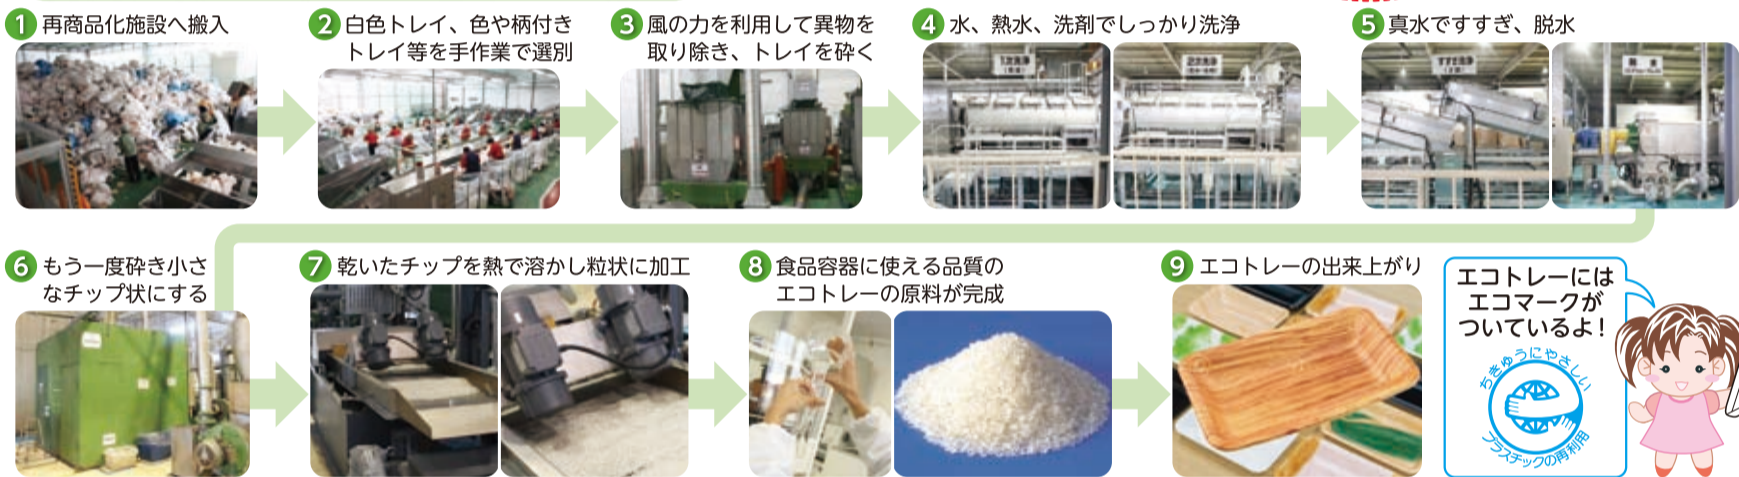 1 再商品化施設へ搬入
2 白色トレイ、色や柄付き
トレイ等を手作業で選別
3 風の力を利用して異物を
取り除き、トレイを砕く
4 水、熱水、洗剤でしっかり洗浄
5 真水ですすぎ、脱水
6 もう一度砕き小さ
なチップ状にする
7 乾いたチップを熱で溶かし粒状に加工
8 食品容器に使える品質の
エコトレーの原料が完成
9 エコトレーの出来上がり
エコトレーには
エコマークが
ついているよ!
ちきゅうにやさしい
プラスチックの再利用